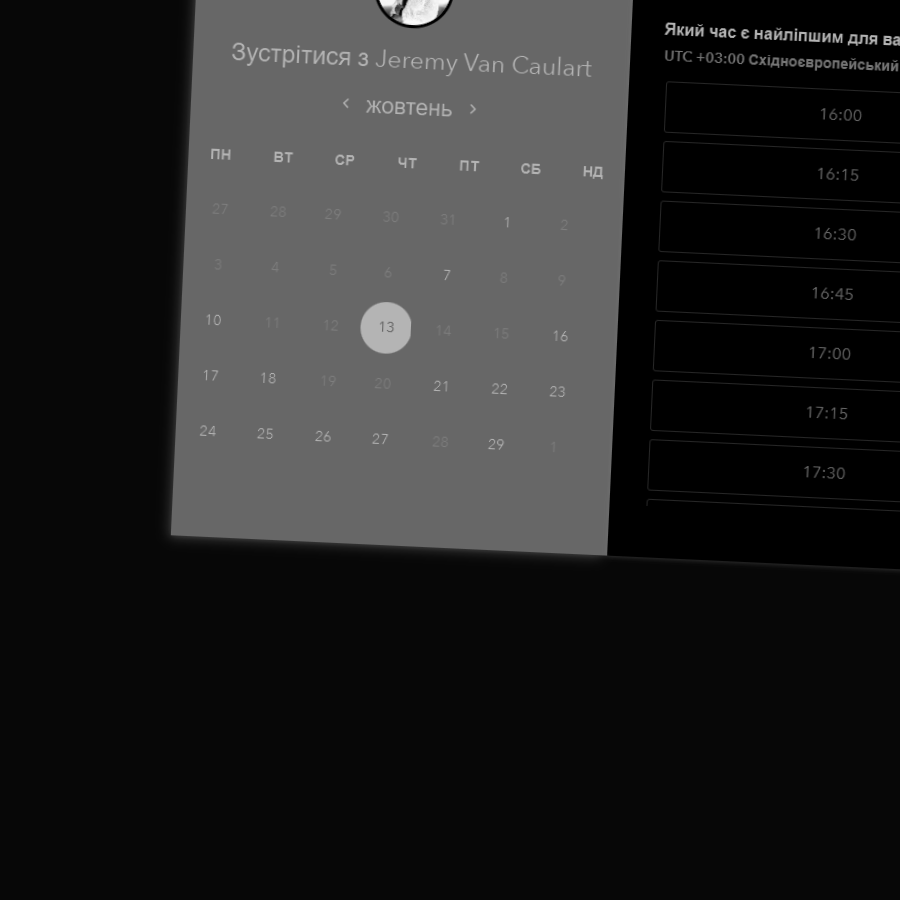 Зустрітися з Jeremy Van Caulart
жовтень
ПН ВТ СР ЧТ ПТ СБ НД
27 28 29 30 31 1 2
3 4 5 6 7 8 9
10 11 12 13 14 15 16
17 18 19 20 21 22 23
24 25 26 27 28 29 1
Який час є найліпшим для
UTC +03:00 Східноєвропейський
16:00
16:15
16:30
16:45
17:00
17:15
17:30